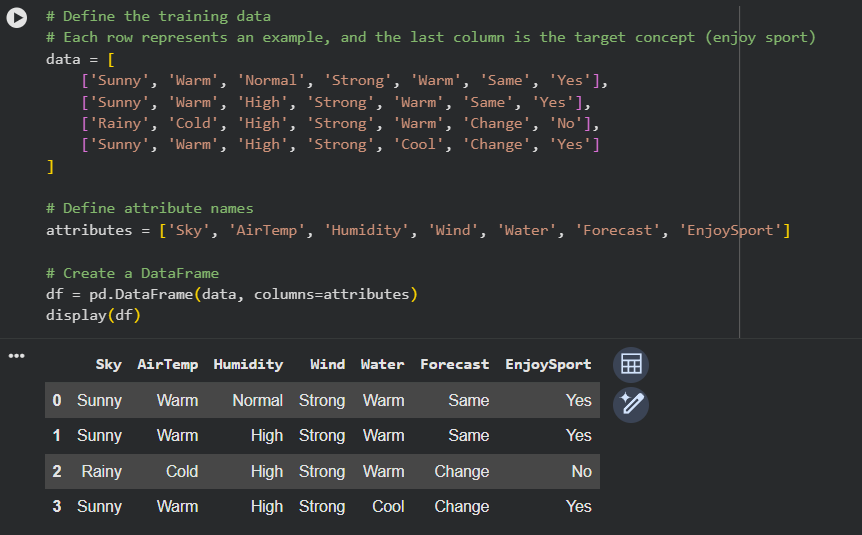 # Define the training data
# Each row represents an example, and the last column is the target concept (enjoy sport)
data = [
    ['Sunny', 'Warm', 'Normal', 'Strong', 'Warm', 'Same', 'Yes'],
    ['Sunny', 'Warm', 'High', 'Strong', 'Warm', 'Same', 'Yes'],
    ['Rainy', 'Cold', 'High', 'Strong', 'Warm', 'Change', 'No'],
    ['Sunny', 'Warm', 'High', 'Strong', 'Cool', 'Change', 'Yes']
]
# Define attribute names
attributes = ['Sky', 'AirTemp', 'Humidity', 'Wind', 'Water', 'Forecast', 'EnjoySport']
# Create a DataFrame
df = pd.DataFrame(data, columns=attributes)
display(df)
Sky AirTemp Humidity Wind Water Forecast EnjoySport
0 Sunny Warm Normal Strong Warm Same Yes
1 Sunny Warm High Strong Warm Same Yes
2 Rainy Cold High Strong Warm Change No
3 Sunny Warm High Strong Cool Change Yes